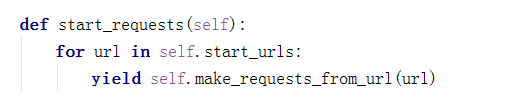 def start_requests(self):
    for url in self.start_urls:
        yield self.make_requests_from_url(url)